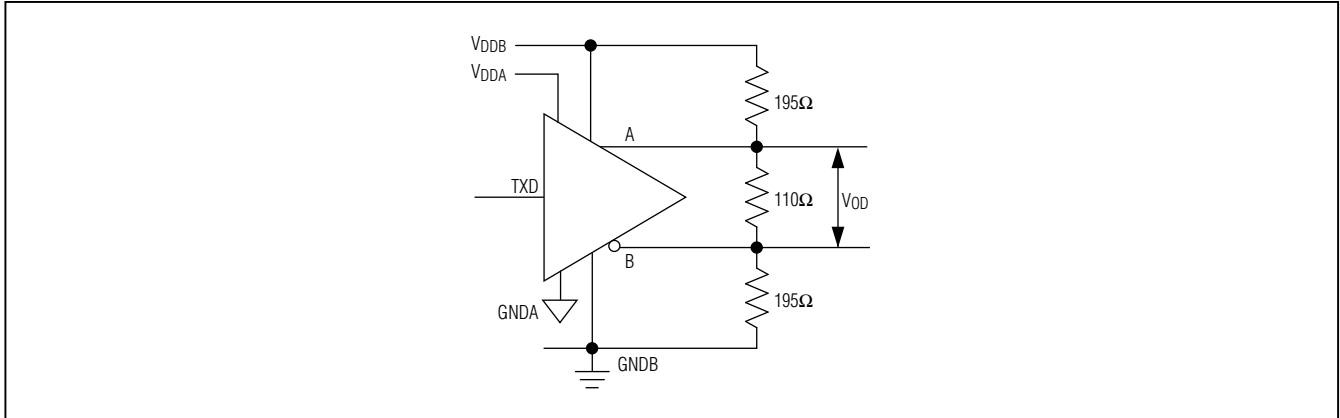 VDDB
VDDA
195Ω
A
TXD
110Ω
VOD
B
195Ω
GNDA
GNDB